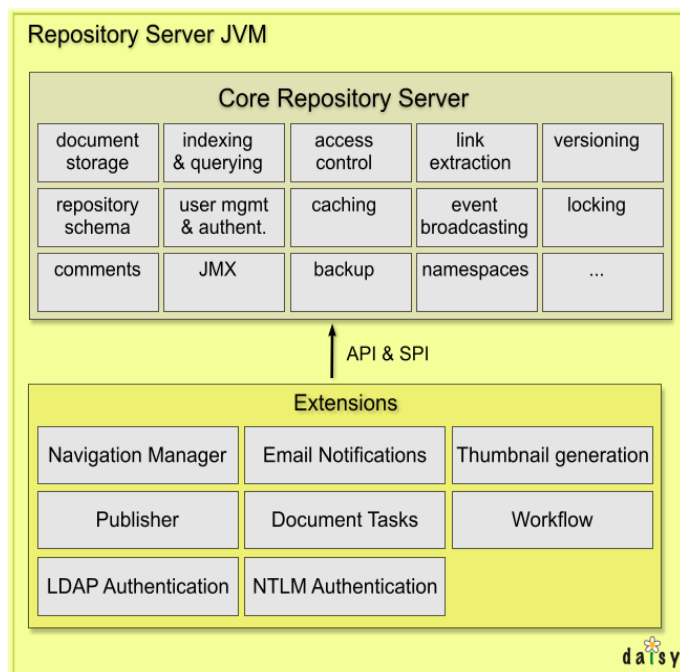 Repository Server JVM
Core Repository Server
document
storage
indexing
& querying
access
control
link
extraction
versioning
repository
schema
user mgmt
& authent.
caching
event
broadcasting
locking
comments
JMX
backup
namespaces
...
API & SPI
Extensions
Navigation Manager
Email Notifications
Thumbnail generation
Publisher
Document Tasks
Workflow
LDAP Authentication
NTLM Authentication
daisy